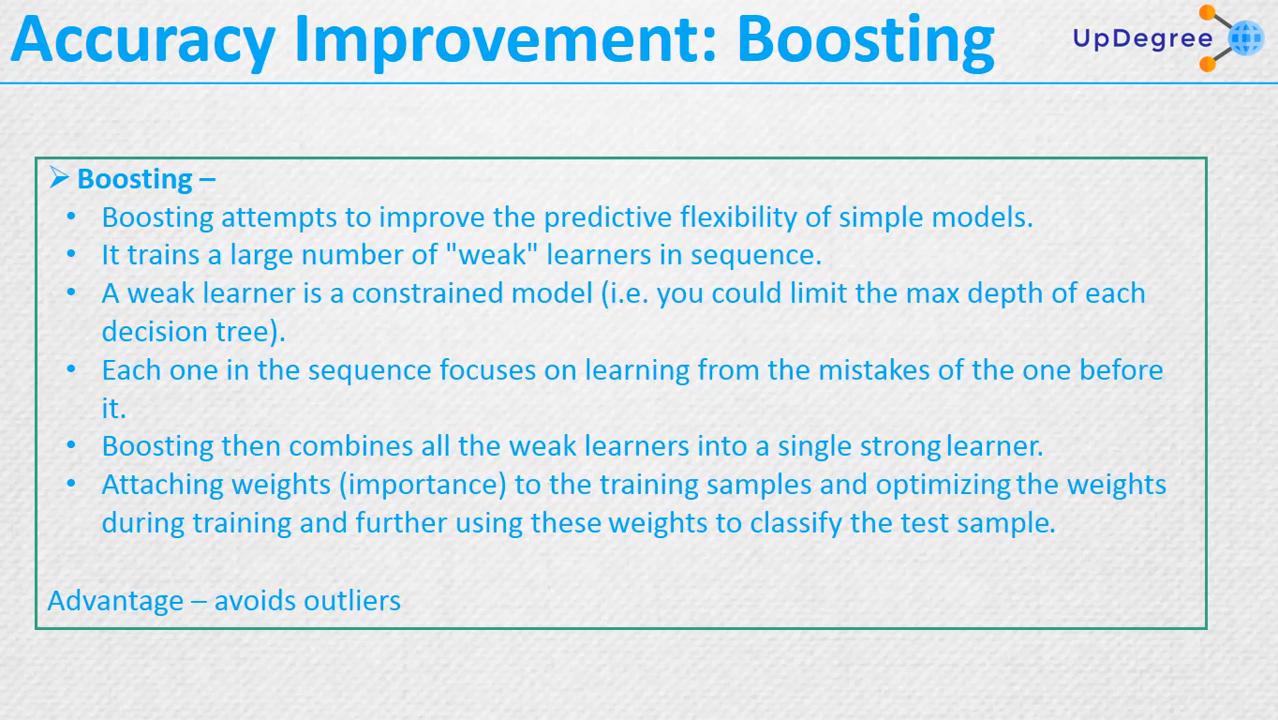 Accuracy Improvement: Boosting
UpDegree
➢ Boosting –
• Boosting attempts to improve the predictive flexibility of simple models.
• It trains a large number of "weak" learners in sequence.
• A weak learner is a constrained model (i.e. you could limit the max depth of each
decision tree).
• Each one in the sequence focuses on learning from the mistakes of the one before
it.
• Boosting then combines all the weak learners into a single strong learner.
• Attaching weights (importance) to the training samples and optimizing the weights
during training and further using these weights to classify the test sample.
Advantage – avoids outliers